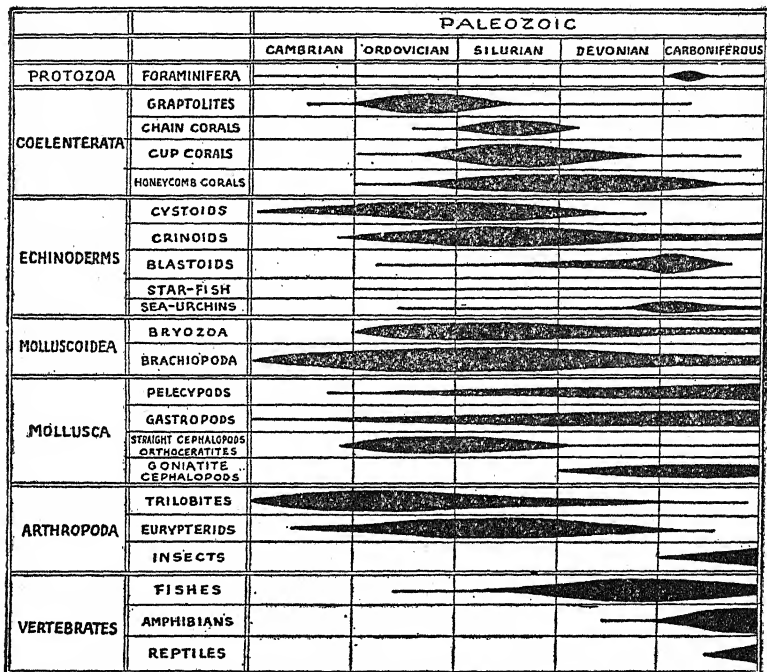 PALEOZOIC
CAMBRIAN ORDOVICIAN SILURIAN DEVONIAN CARBONIFEROUS
PROTOZOA FORAMINIFERA
COELENTERATA
GRAPTOLITES
CHAIN CORALS
CUP CORALS
HONEYCOMB CORALS
ECHINODERMS
CYSTOIDS
CRINOIDS
BLASTOIDS
STAR-FISH
SEA-URCHINS
MOLLUSCOIDEA
BRYOZOA
BRACHIOPODA
MOLLUSCA
PELECYPODS
GASTROPODS
STRAIGHT CEPHALOPODS
ORTHOCERATITES
GONIATITE
CEPHALOPODS
ARTHROPODA
TRILOBITES
EURYPTERIDS
INSECTS
VERTEBRATES
FISHES
AMPHIBIANS
REPTILES